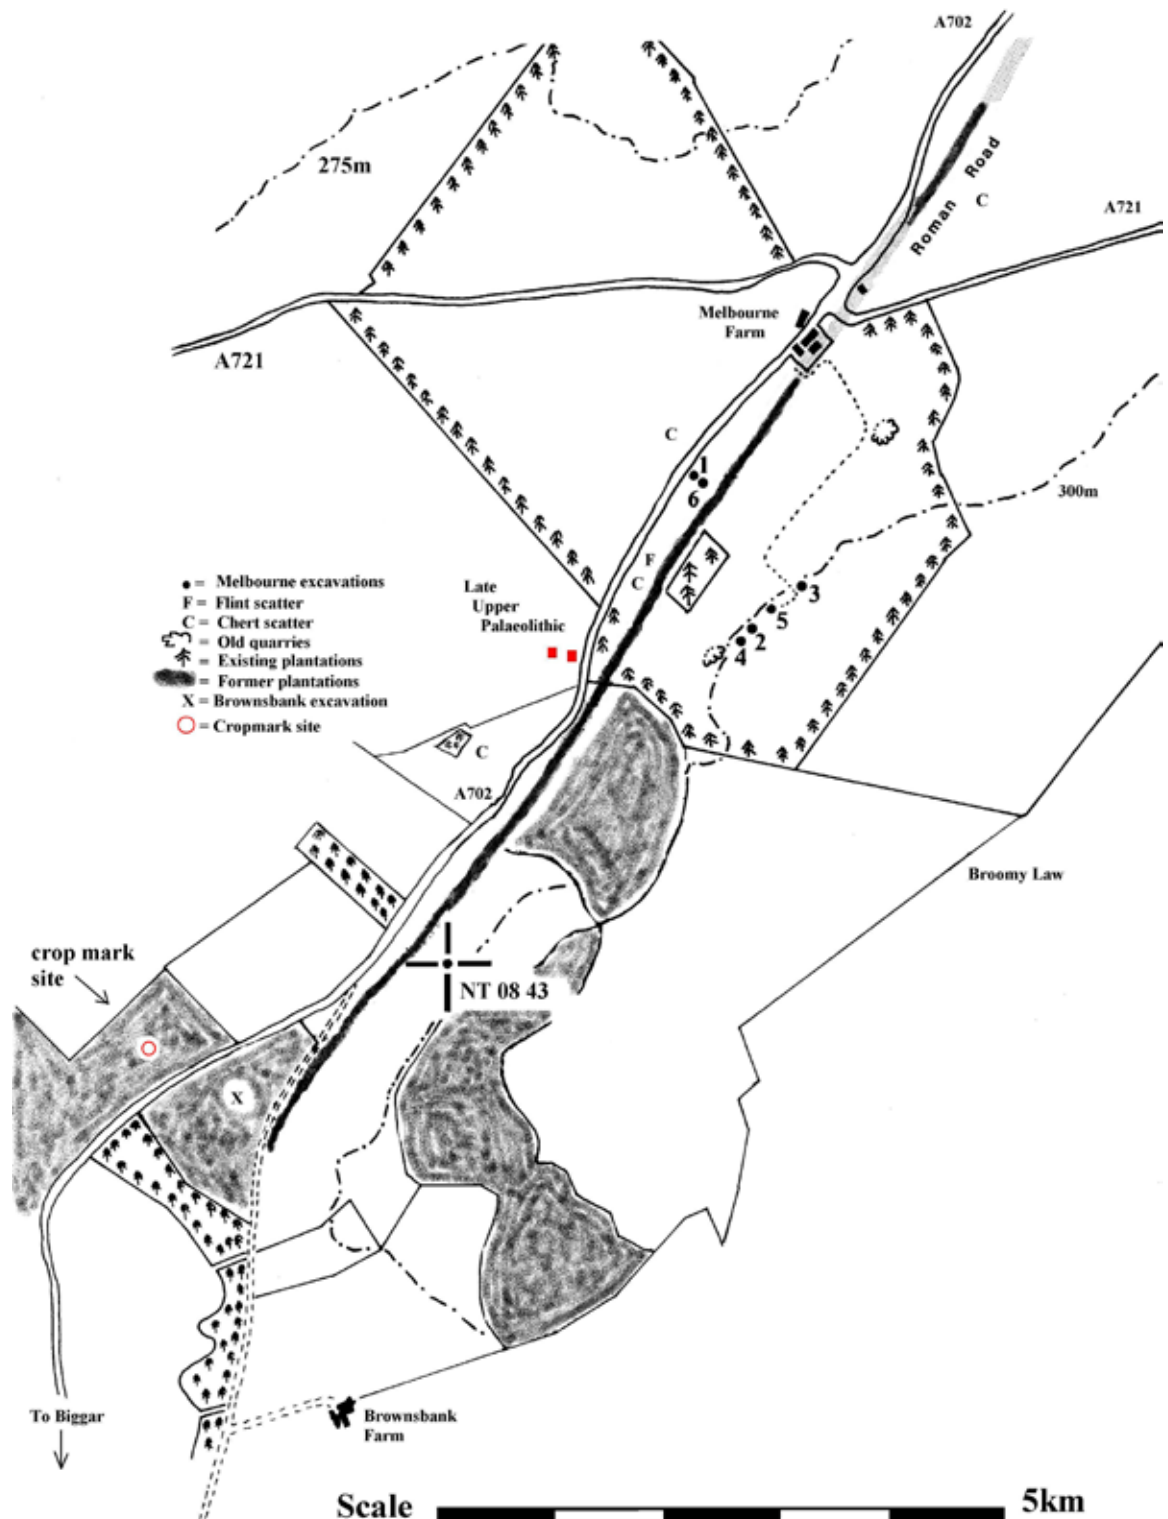 A702
275m
Roman Road
C
A721
Melbourne
Farm
A721
C
1
6
300m
F
C
Late
Upper
Palaeolithic
3
5
2
4
= Melbourne excavations
F = Flint scatter
C = Chert scatter
= Old quarries
= Existing plantations
= Former plantations
X = Brownsbank excavation
= Cropmark site
C
A702
Broomy Law
crop mark
site
NT 08 43
X
To Biggar
Brownsbank
Farm
Scale
5km